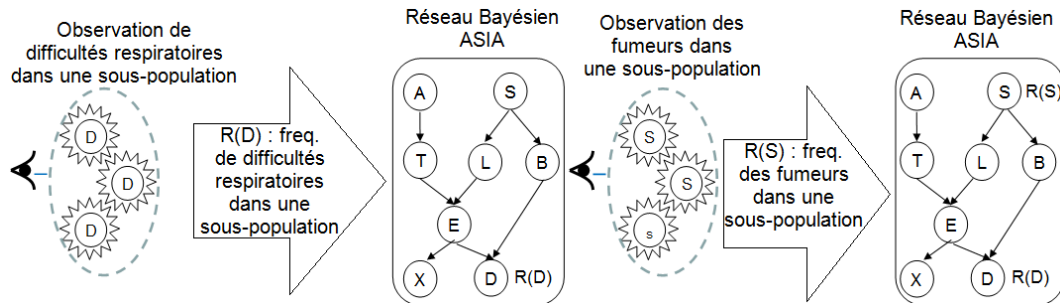 Observation de
difficultés respiratoires
dans une sous-population
D
D
D
R(D) : freq.
de difficultés
respiratoires
dans une
sous-population
Réseau Bayésien
ASIA
A
S
T
L
B
E
X
D
R(D)
Observation des
fumeurs dans
une sous-population
S
S
s
R(S) : freq.
des fumeurs
dans une
sous-population
Réseau Bayésien
ASIA
A
S
R(S)
T
L
B
E
X
D
R(D)